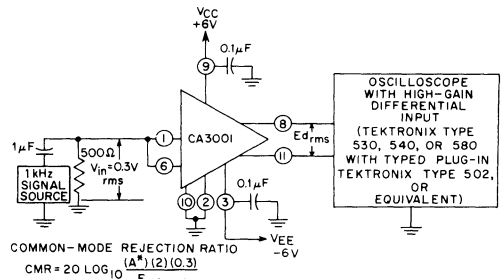 VCC
+6V
0.1μF
9
OSCILLOSCOPE
WITH HIGH-GAIN
DIFFERENTIAL
INPUT
(TEKTRONIX TYPE
530, 540, OR 580
WITH TYPED PLUG-IN
TEKTRONIX TYPE 502,
OR
EQUIVALENT)
8
CA3001
Edrms
11
1μF
1
500Ω
Vin=0.3V
rms
6
1kHz
SIGNAL
SOURCE
10
2
3
0.1μF
VEE
-6V
COMMON-MODE REJECTION RATIO
CMR = 20 LOG10 (A*)(2)(0.3)